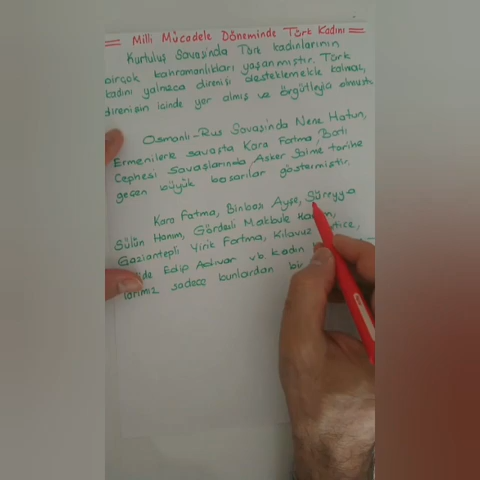 Milli Mücadele Döneminde Türk Kadını
Kurtuluş Savaşında Türk kadınlarının
birçok kahramanlıkları yaşanmıştır. Türk
kadını yalnızca direnişi desteklemekle kalmaz,
direnişin içinde yer almış ve örgütleyici olmuştu
Osmanlı-Rus Savaşında Nene Hatun,
Ermenilerle savaşta Kara Fatma, Batı
Cephesi Savaşlarında, Asker Saime tarihe
geçen büyük başarılar göstermiştir.
Kara Fatma, Binbaşı Ayşe, Süreyya
Sülün Hanım, Gördesli Makbule
Gaziantepli Yirik Fatma, Kılavuz
Edip Adıvar vb. kadın
larımız sadece bunlardan